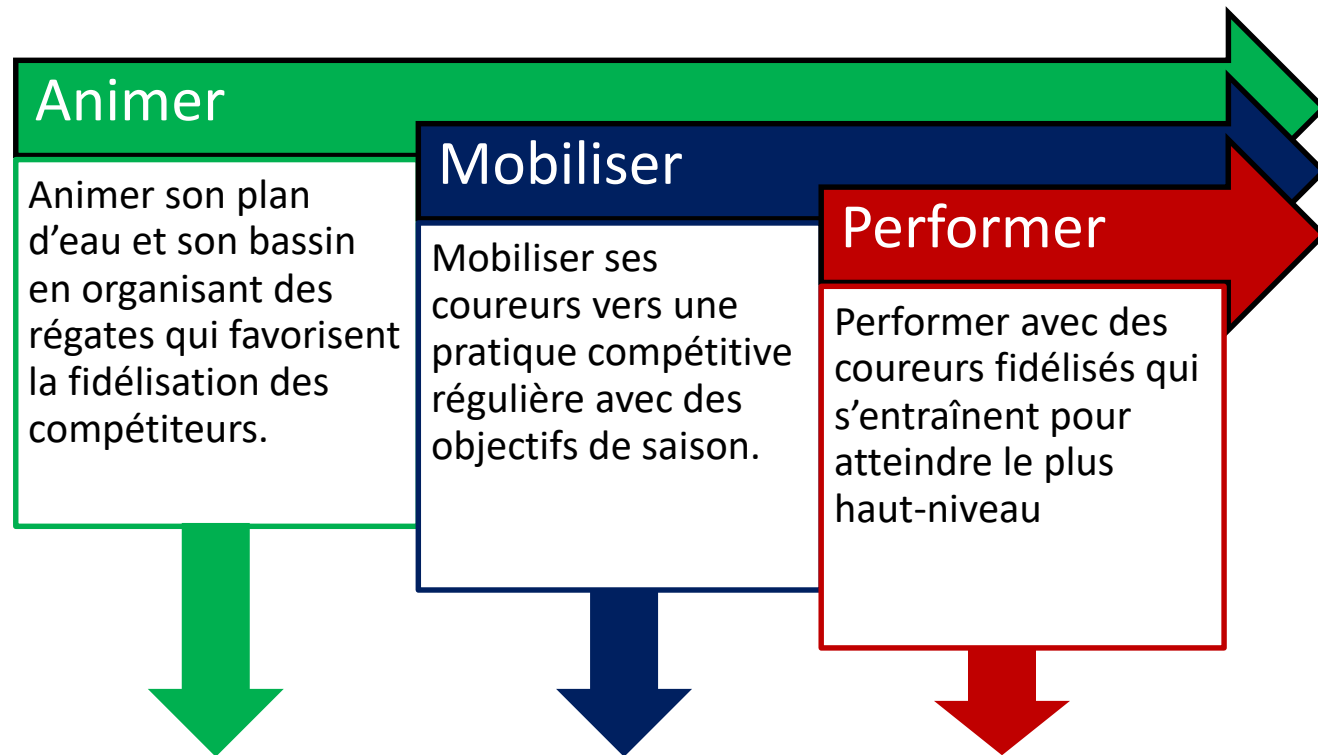 Animer
Animer son plan
d’eau et son bassin
en organisant des
régates qui favorisent
la fidélisation des
compétiteurs.
Mobiliser
Mobiliser ses
coureurs vers une
pratique compétitive
régulière avec des
objectifs de saison.
Performer
Performer avec des
coureurs fidélisés qui
s’entraînent pour
atteindre le plus
haut-niveau